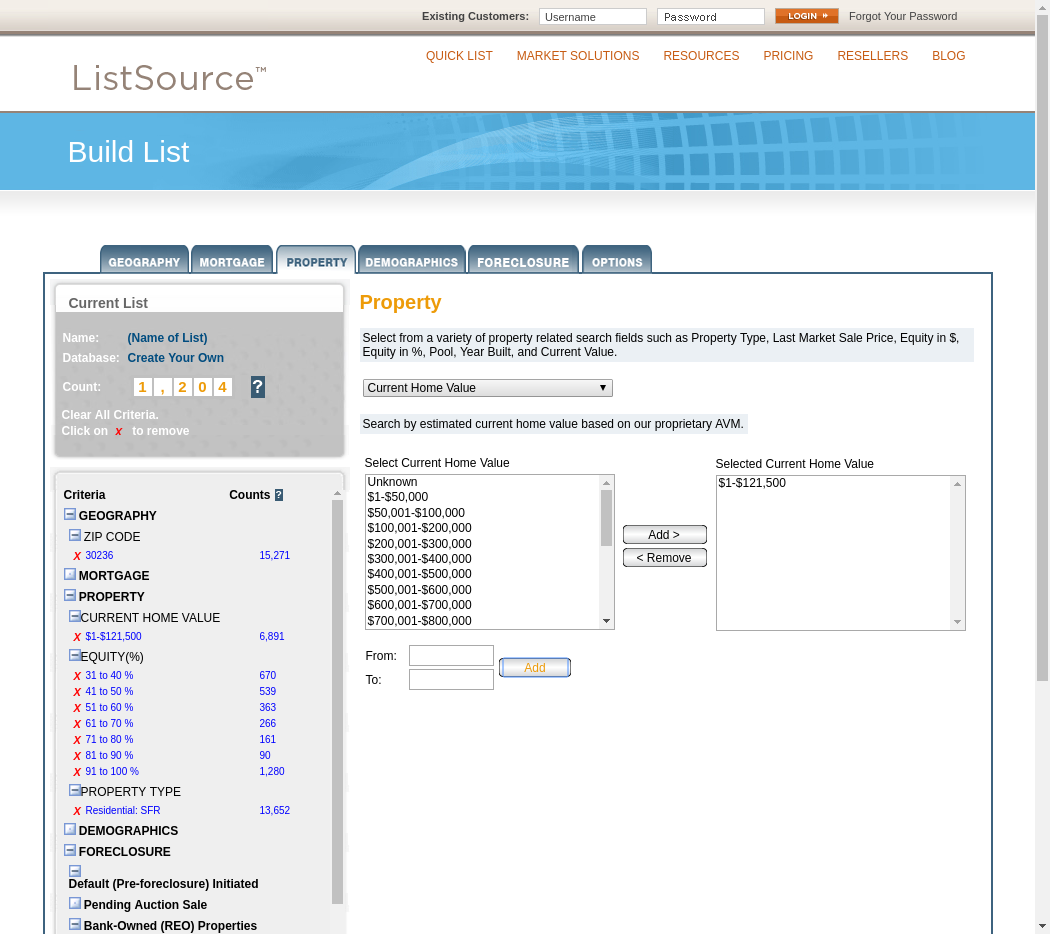 Existing Customers: Username Password LOGIN Forgot Your Password
QUICK LIST MARKET SOLUTIONS RESOURCES PRICING RESELLERS BLOG
ListSource™
Build List
GEOGRAPHY MORTGAGE PROPERTY DEMOGRAPHICS FORECLOSURE OPTIONS
Current List
Name: (Name of List)
Database: Create Your Own
Count: 1,204 ?
Clear All Criteria.
Click on x to remove
Criteria Counts ?
GEOGRAPHY
ZIP CODE
X 30236 15,271
MORTGAGE
PROPERTY
CURRENT HOME VALUE
X $1-$121,500 6,891
EQUITY(%)
X 31 to 40 % 670
X 41 to 50 % 539
X 51 to 60 % 363
X 61 to 70 % 266
X 71 to 80 % 161
X 81 to 90 % 90
X 91 to 100 % 1,280
PROPERTY TYPE
X Residential: SFR 13,652
DEMOGRAPHICS
FORECLOSURE
Default (Pre-foreclosure) Initiated
Pending Auction Sale
Bank-Owned (REO) Properties
Property
Select from a variety of property related search fields such as Property Type, Last Market Sale Price, Equity in $,
Equity in %, Pool, Year Built, and Current Value.
Current Home Value
Search by estimated current home value based on our proprietary AVM.
Select Current Home Value
Unknown
$1-$50,000
$50,001-$100,000
$100,001-$200,000
$200,001-$300,000
$300,001-$400,000
$400,001-$500,000
$500,001-$600,000
$600,001-$700,000
$700,001-$800,000
Add >
< Remove
Selected Current Home Value
$1-$121,500
From:
To:
Add